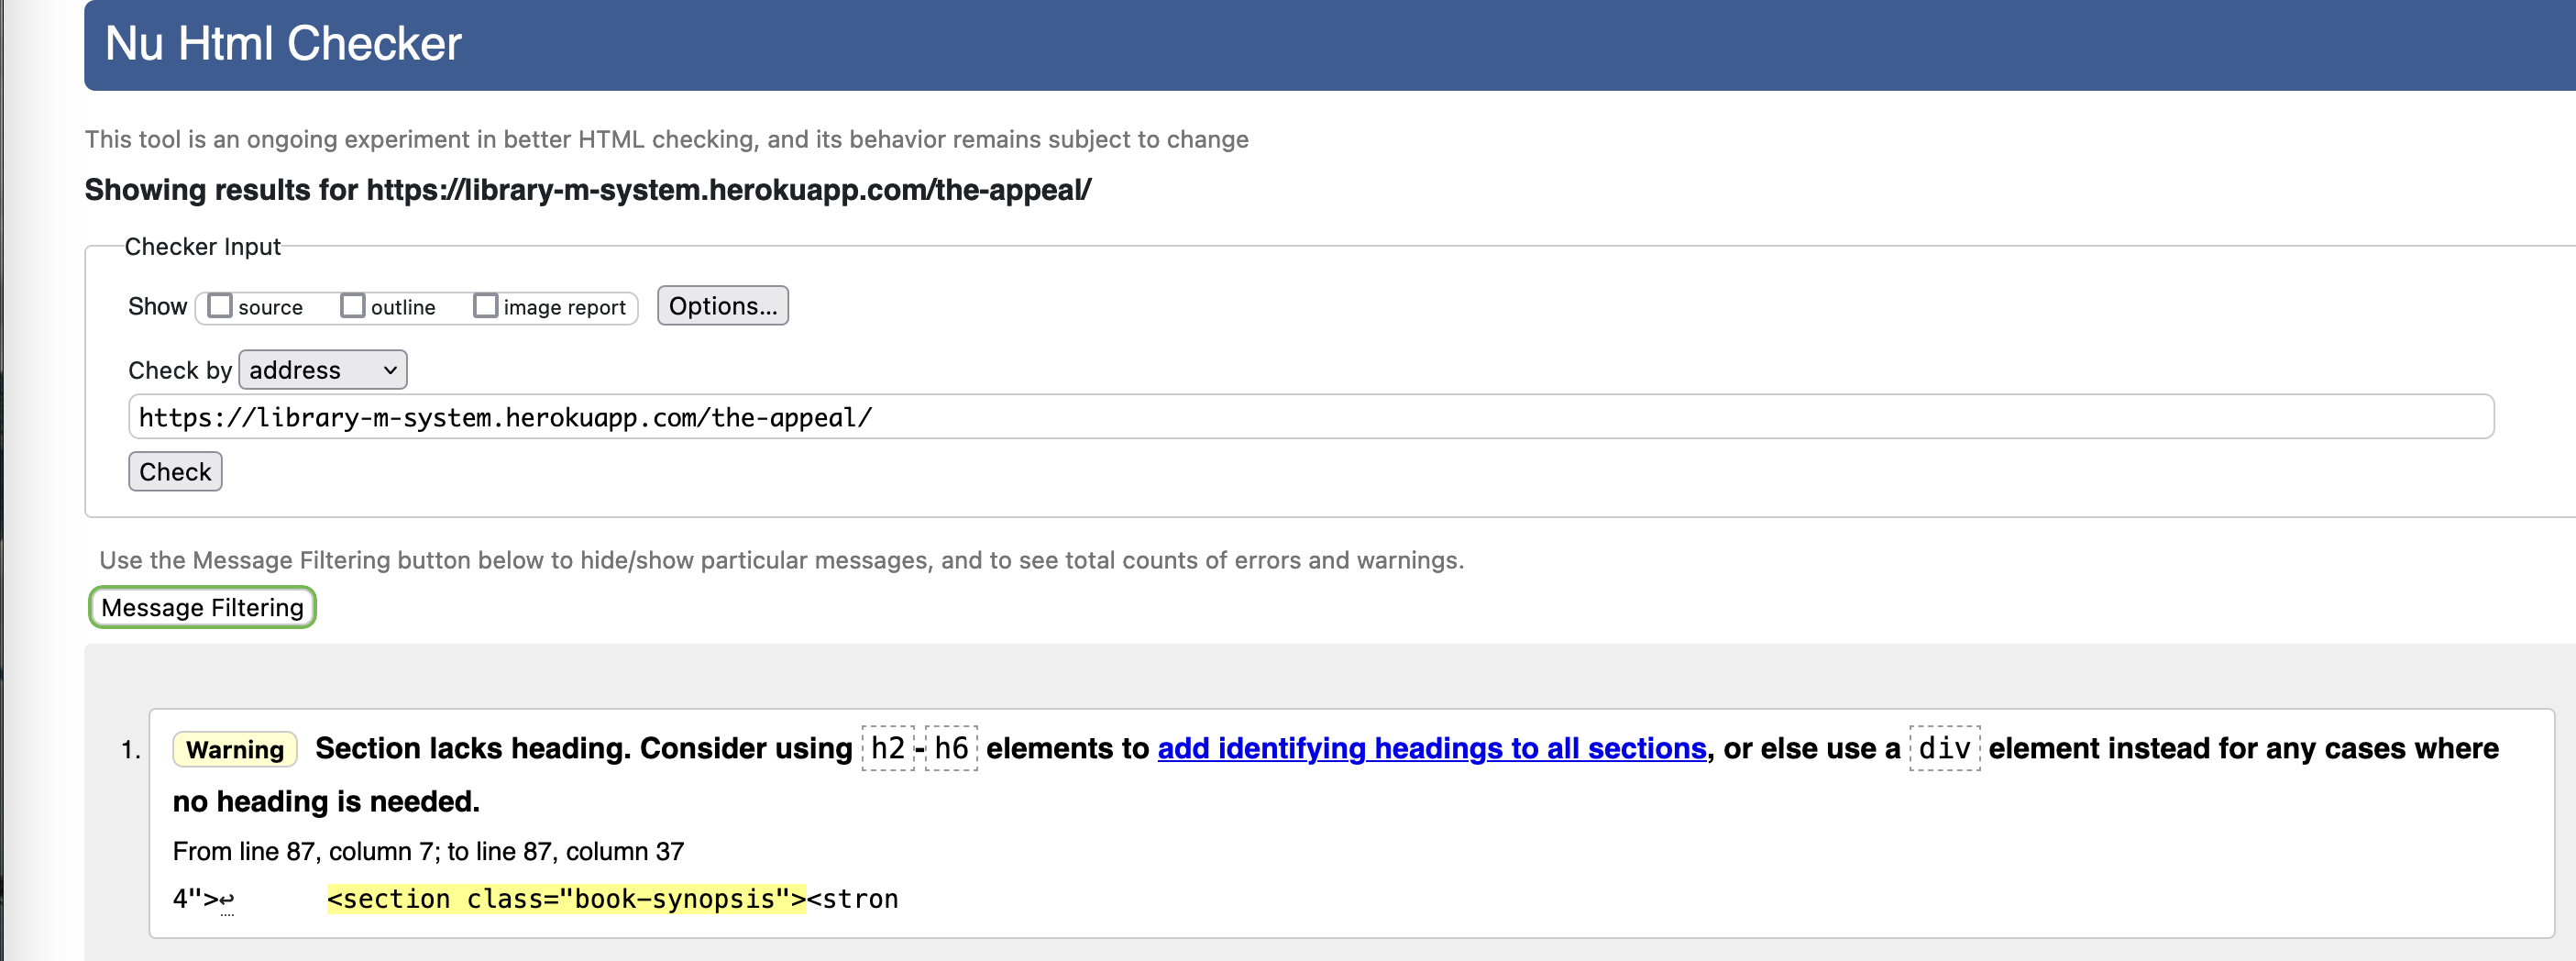 Nu Html Checker
This tool is an ongoing experiment in better HTML checking, and its behavior remains subject to change
Showing results for https://library-m-system.herokuapp.com/the-appeal/
Checker Input
Show source outline image report Options...
Check by address
https://library-m-system.herokuapp.com/the-appeal/
Check
Use the Message Filtering button below to hide/show particular messages, and to see total counts of errors and warnings.
Message Filtering
1. Warning Section lacks heading. Consider using h2-h6 elements to add identifying headings to all sections, or else use a div element instead for any cases where
no heading is needed.
From line 87, column 7; to line 87, column 37
4">↩ <section class="book-synopsis"><stron